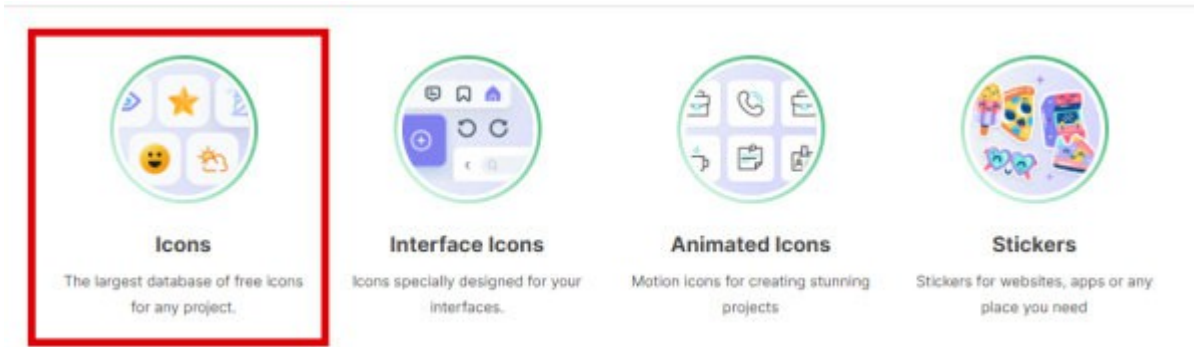 Icons
The largest database of free icons
for any project.
Interface Icons
Icons specially designed for your
interfaces.
Animated Icons
Motion icons for creating stunning
projects
Stickers
Stickers for websites, apps or any
place you need